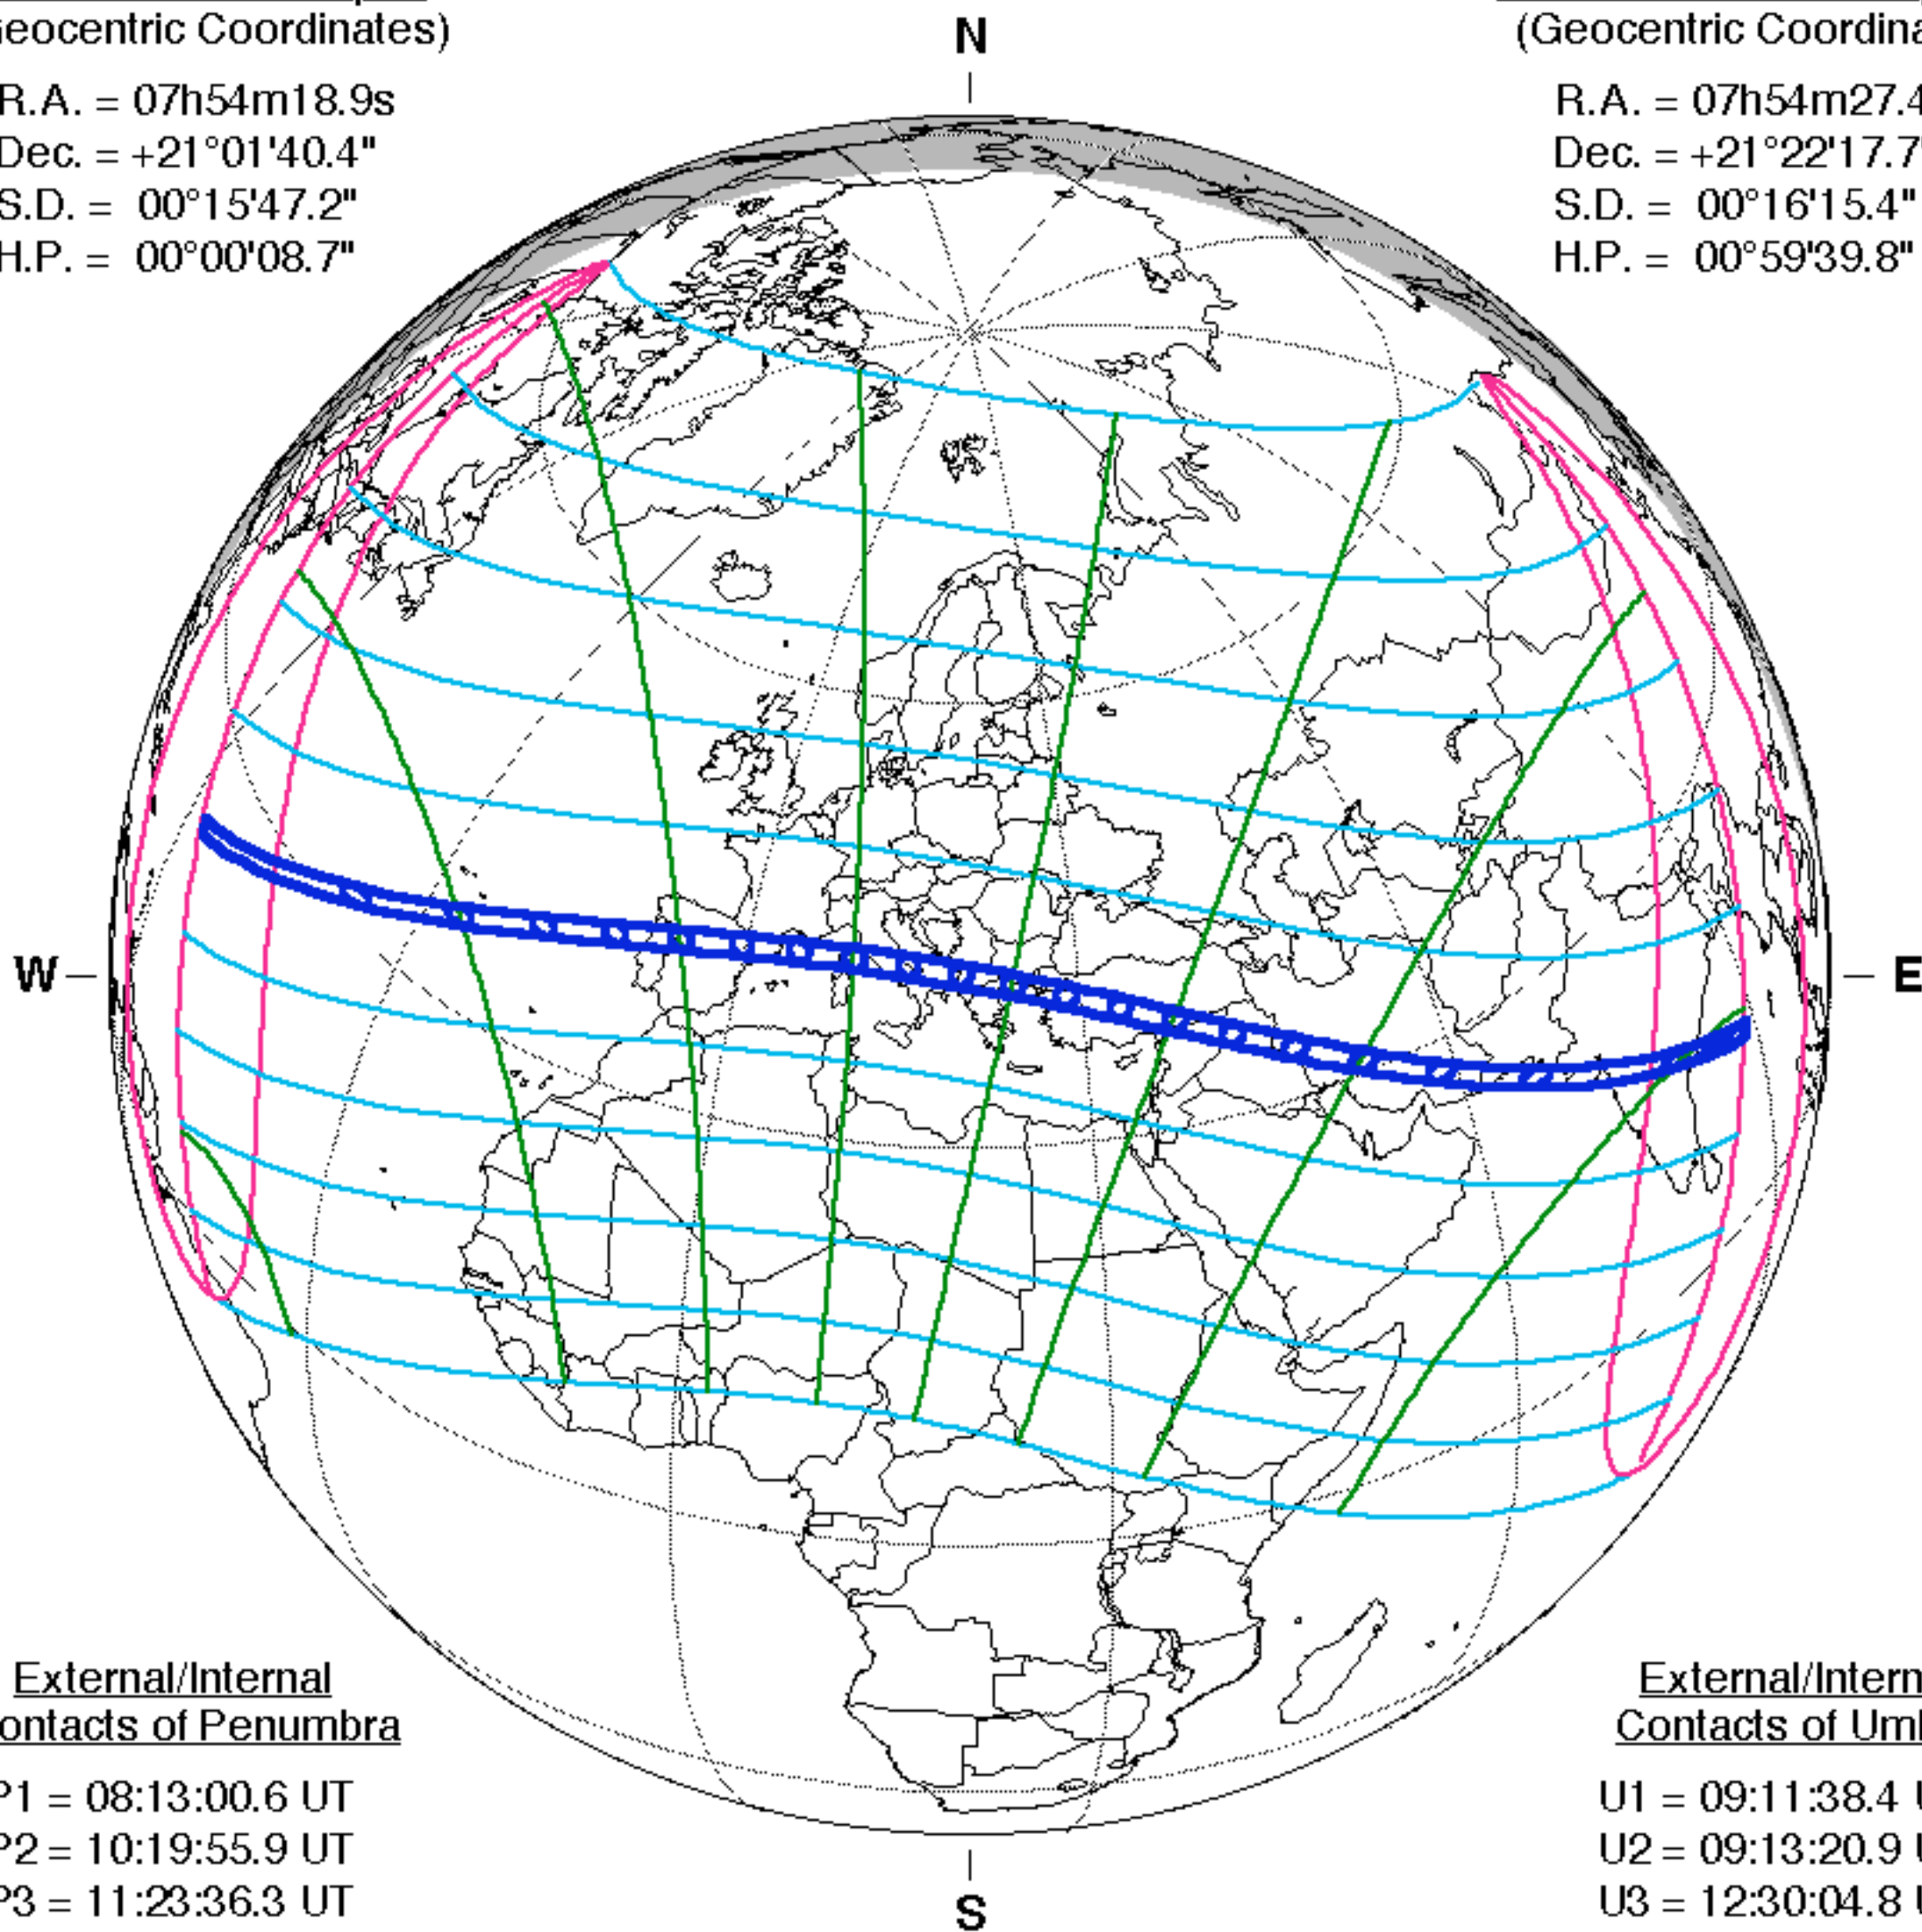 eocentric Coordinates)
R.A. = 07h54m18.9s
Dec. = +21°01'40.4"
S.D. = 00°15'47.2"
H.P. = 00°00'08.7"
N
(Geocentric Coordina
R.A. = 07h54m27.4
Dec. = +21°22'17.7"
S.D. = 00°16'15.4"
H.P. = 00°59'39.8"
W
E
External/Internal
ontacts of Penumbra
P1 = 08:13:00.6 UT
P2 = 10:19:55.9 UT
P3 = 11:23:36.3 UT
S
External/Intern
Contacts of Um
U1 = 09:11:38.4 U
U2 = 09:13:20.9 U
U3 = 12:30:04.8 U